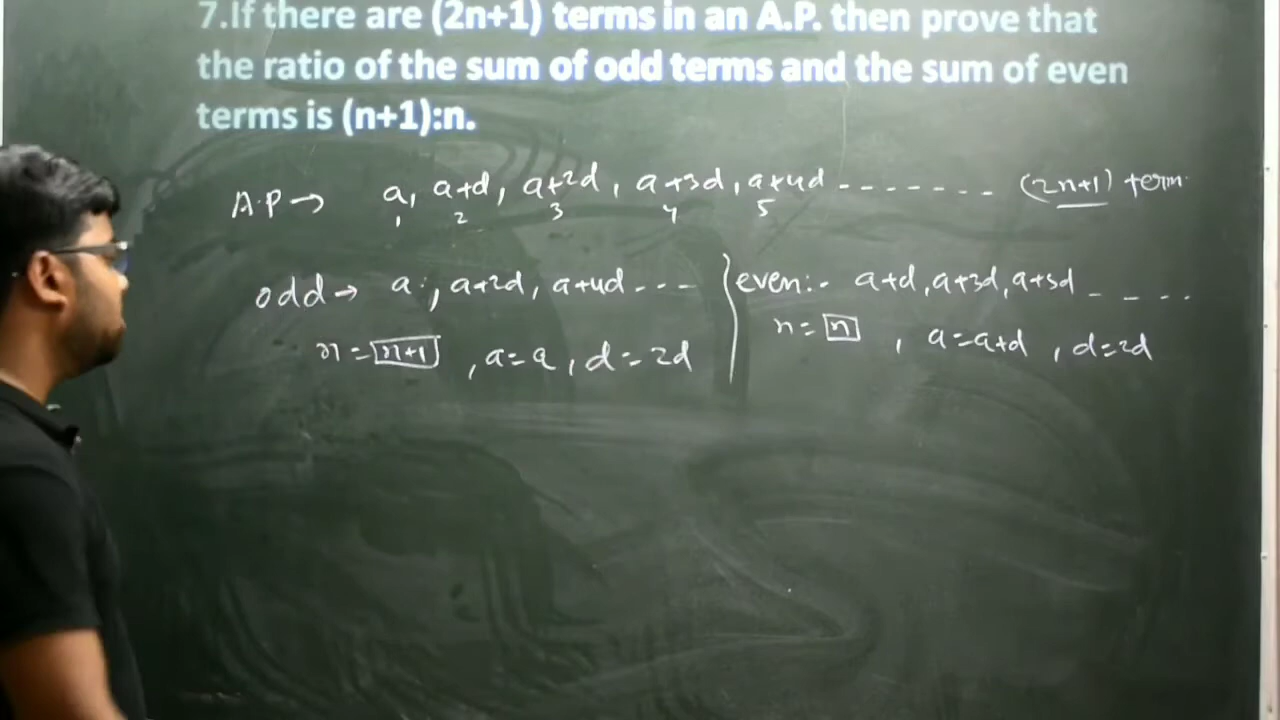 7.If there are (2n+1) terms in an A.P. then prove that
the ratio of the sum of odd terms and the sum of even
terms is (n+1):n.
A.P → a, a+d, a+2d, a+3d, a+4d ------- (2n+1) term.
1 2 3 4 5
odd → a, a+2d, a+4d ---
n = n+1, a=a, d=2d
even:- a+d, a+3d, a+5d ----
n= n, a=a+d, d=2d